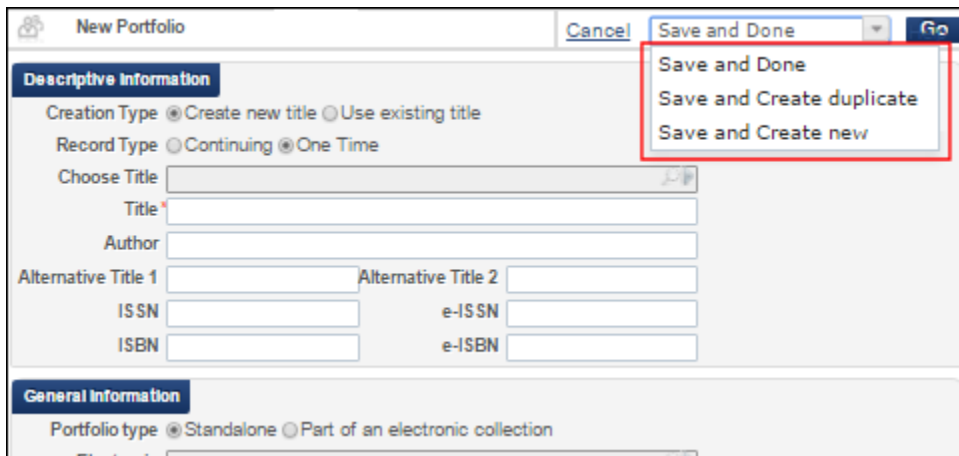 New Portfolio Cancel Save and Done Go
Save and Done
Save and Create duplicate
Save and Create new
Descriptive Information
Creation Type Create new title Use existing title
Record Type Continuing One Time
Choose Title
Title *
Author
Alternative Title 1 Alternative Title 2
ISSN e-ISSN
ISBN e-ISBN
General Information
Portfolio type Standalone Part of an electronic collection